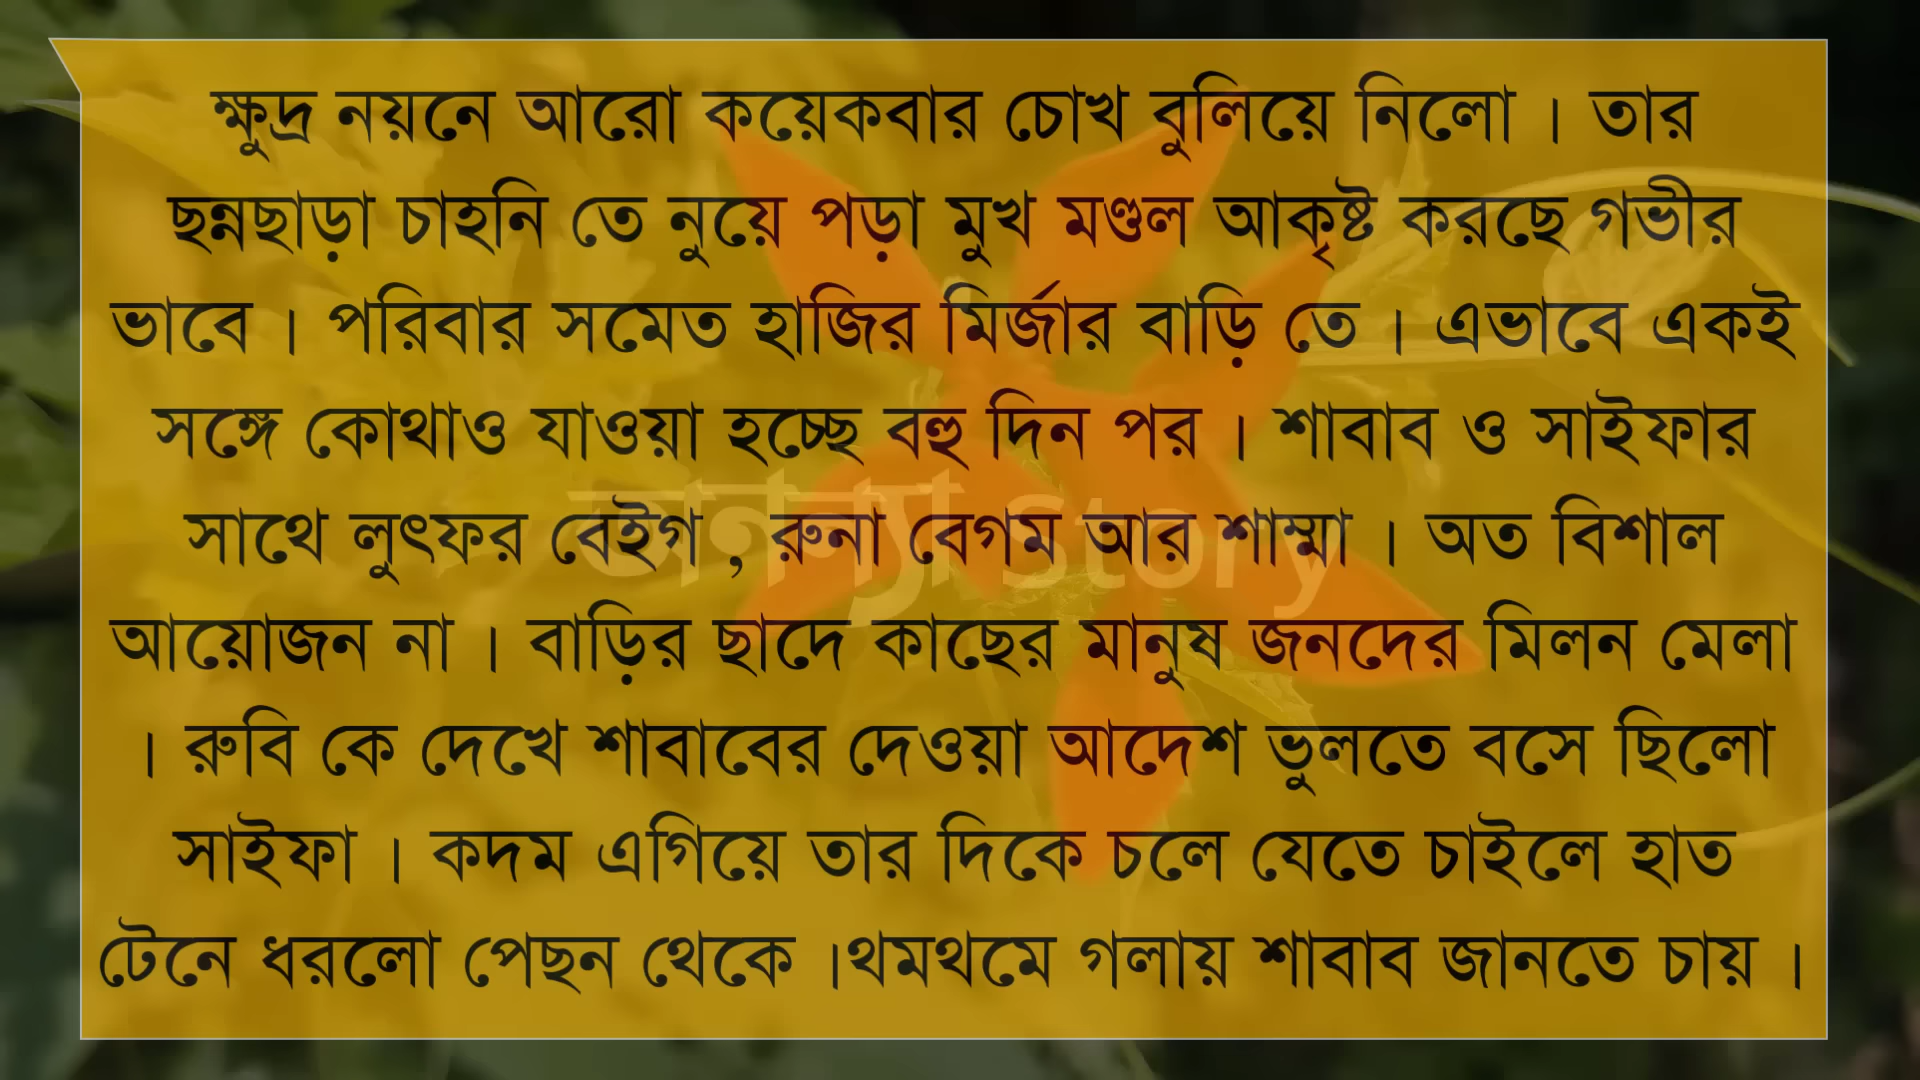 ক্ষুদ্র নয়নে আরো কয়েকবার চোখ বুলিয়ে নিলো । তার
ছন্নছাড়া চাহনি তে নুয়ে পড়া মুখ মণ্ডল আকৃষ্ট করছে গভীর
ভাবে । পরিবার সমেত হাজির মির্জার বাড়ি তে । এভাবে একই
সঙ্গে কোথাও যাওয়া হচ্ছে বহু দিন পর । শাবাব ও সাইফার
সাথে লুৎফর বেইগ , রুনা বেগম আর শাম্মা । অত বিশাল
অনন্যা Story
আয়োজন না । বাড়ির ছাদে কাছের মানুষ জনদের মিলন মেলা
। রুবি কে দেখে শাবাবের দেওয়া আদেশ ভুলতে বসে ছিলো
সাইফা । কদম এগিয়ে তার দিকে চলে যেতে চাইলে হাত
টেনে ধরলো পেছন থেকে ।থমথমে গলায় শাবাব জানতে চায় ।